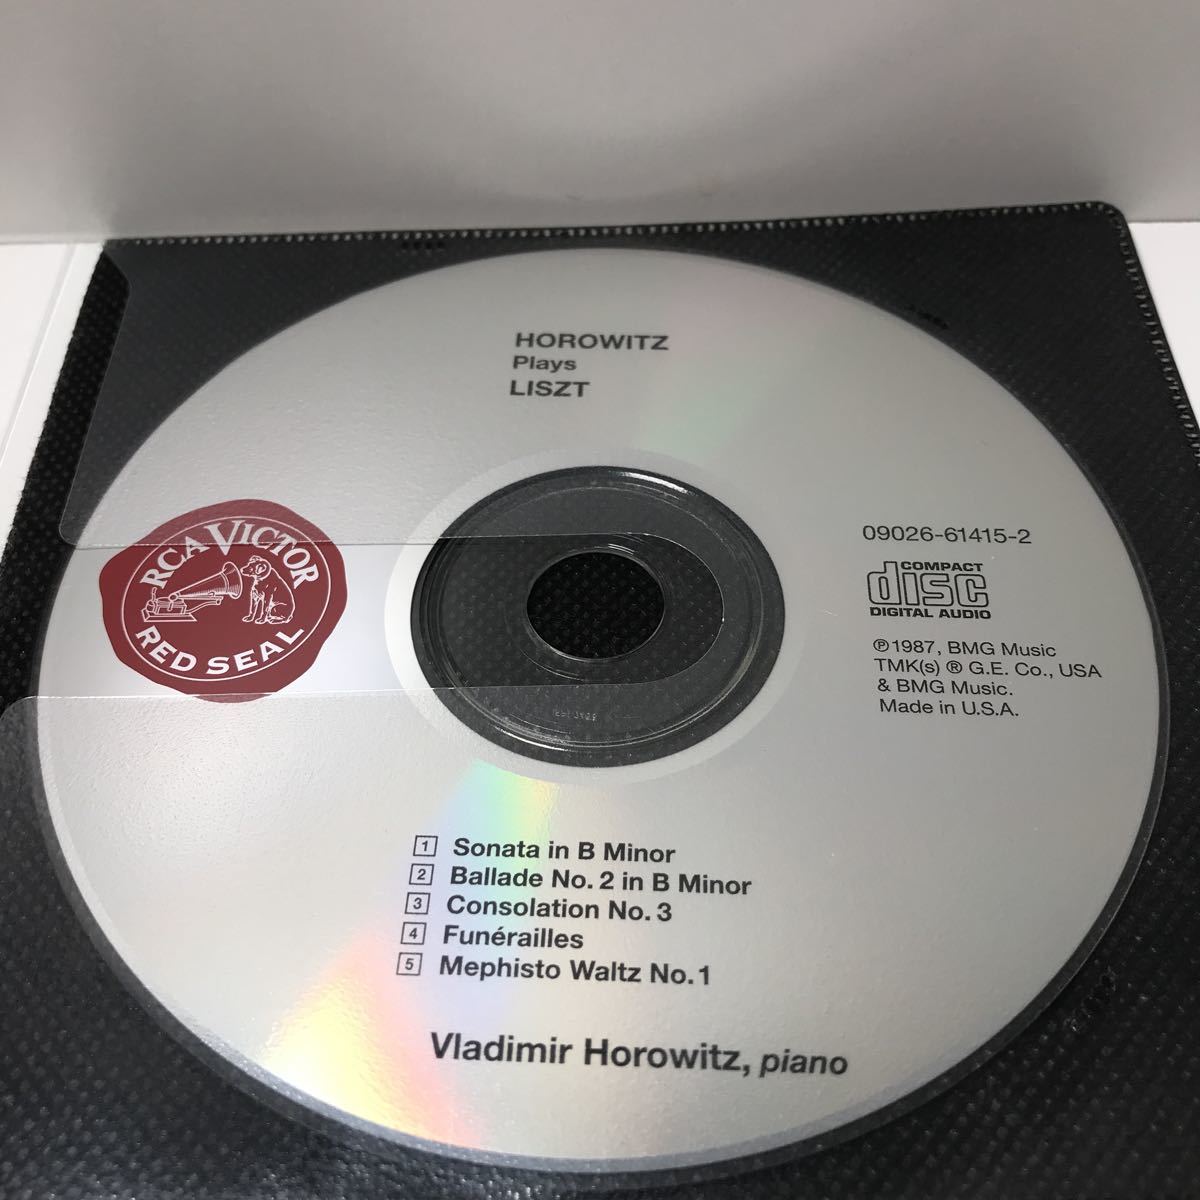 HOROWITZ
Plays
LISZT
RCA VICTOR
RED SEAL
09026-61415-2
COMPACT
disc
DIGITAL AUDIO
℗ 1987, BMG Music
TMK(s) ® G.E. Co., USA
& BMG Music.
Made in U.S.A.
1 Sonata in B Minor
2 Ballade No. 2 in B Minor
3 Consolation No. 3
4 Funérailles
5 Mephisto Waltz No. 1
Vladimir Horowitz, piano